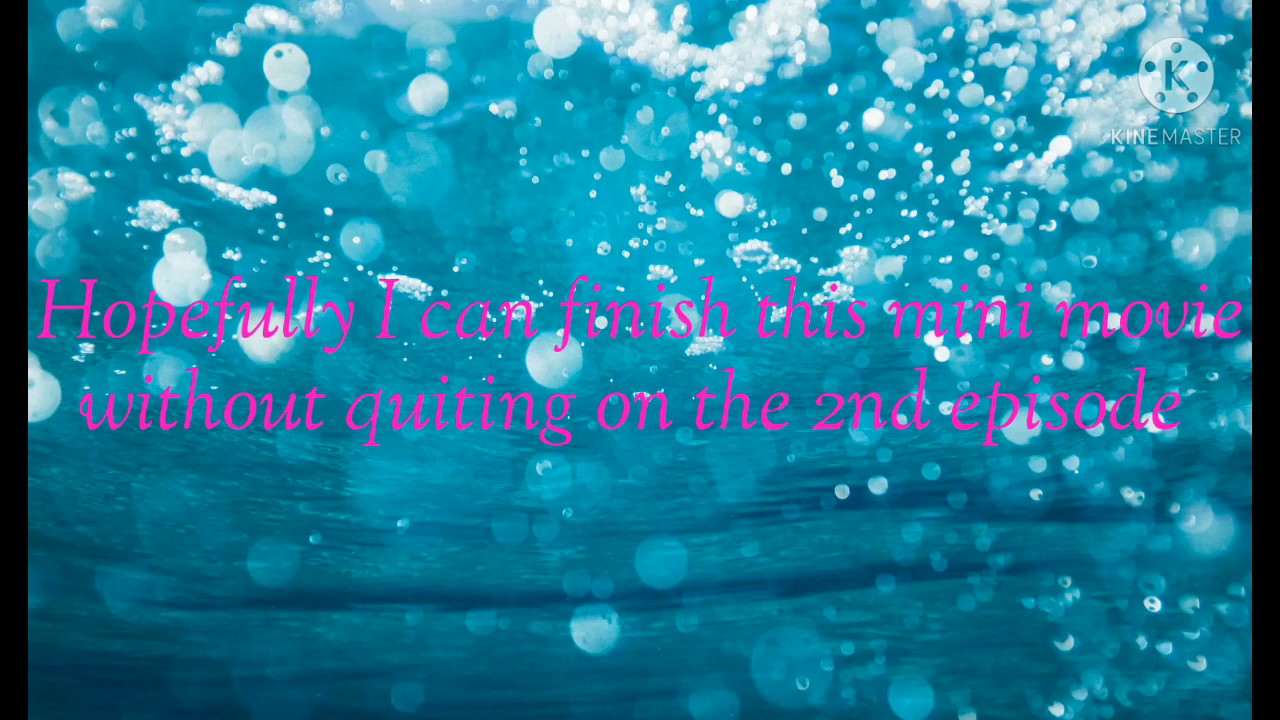 K
KINEMASTER
Hopefully I can finish this mini movie
without quiting on the 2nd episode